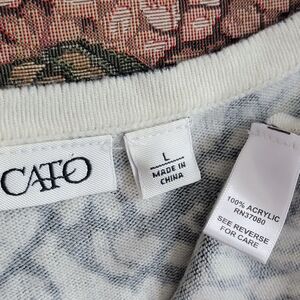 CATO
L
MADE IN
CHINA
100% ACRYLIC
RN37080
SEE REVERSE
FOR CARE